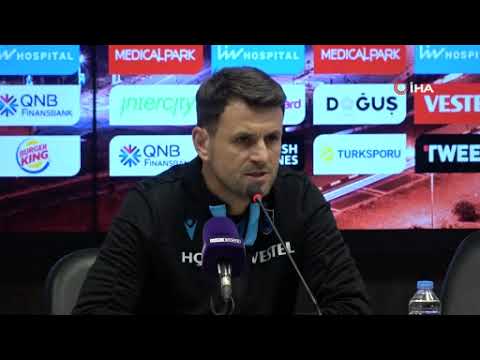 HOSPITAL
MEDICALPARK
HOSPITAL
MEDICALPARK
HOSPITAL
İHA
QNB
FINANSBANK
intercity
DOĞUŞ
VESTEL
BURGER
KING
QNB
FINANSBANK
TURKSPORU
TWEE
VESTEL